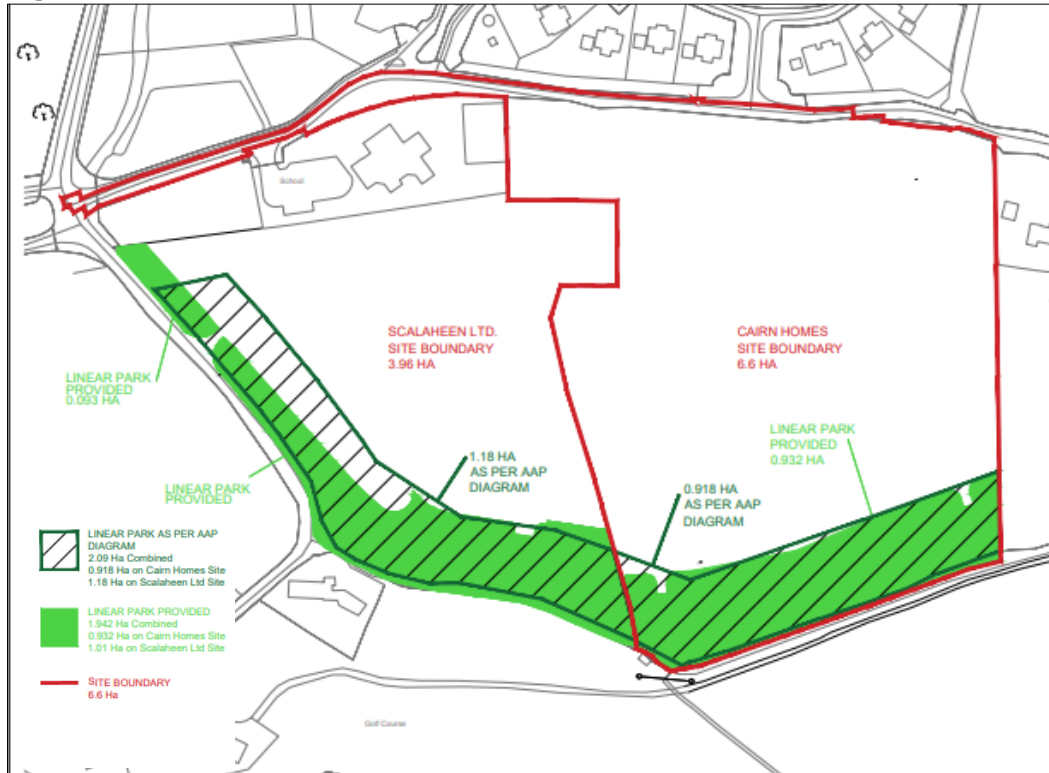 School
SCALAHEEN LTD.
SITE BOUNDARY
3.96 HA
CAIRN HOMES
SITE BOUNDARY
6.6 HA
LINEAR PARK
PROVIDED
0.093 HA
LINEAR PARK
PROVIDED
0.932 HA
1.18 HA
AS PER AAP
DIAGRAM
LINEAR PARK
PROVIDED
0.918 HA
AS PER AAP
DIAGRAM
LINEAR PARK AS PER AAP
DIAGRAM
2.09 Ha Combined
0.918 Ha on Cairn Homes Site
1.18 Ha on Scalaheen Ltd Site
LINEAR PARK PROVIDED
1.942 Ha Combined
0.932 Ha on Cairn Homes Site
1.01 Ha on Scalaheen Ltd Site
SITE BOUNDARY
6.6 Ha
Golf Course